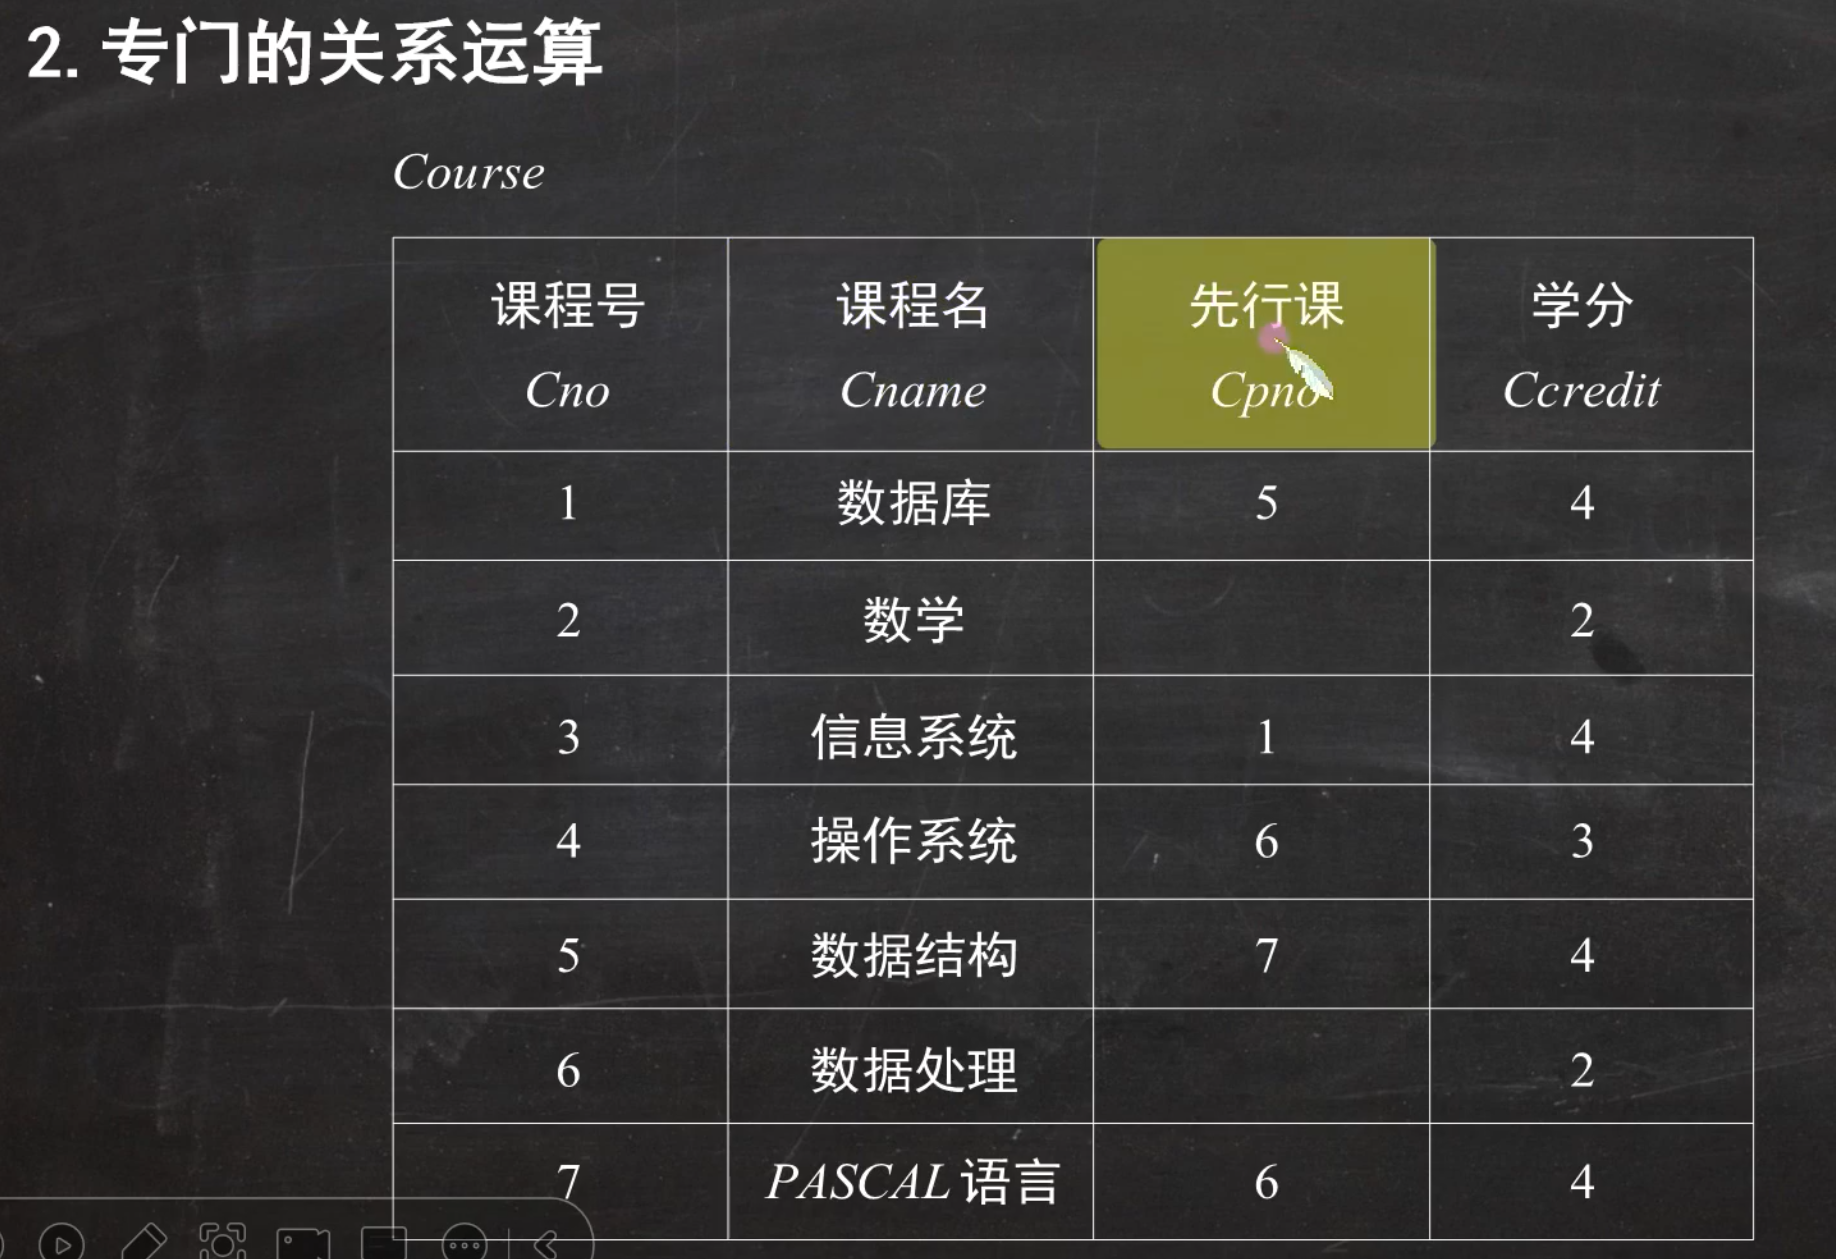 2. 专门的关系运算
Course
课程号 课程名 先行课 学分
Cno Cname Cpno Ccredit
1 数据库 5 4
2 数学 2
3 信息系统 1 4
4 操作系统 6 3
5 数据结构 7 4
6 数据处理 2
7 PASCAL 语言 6 4